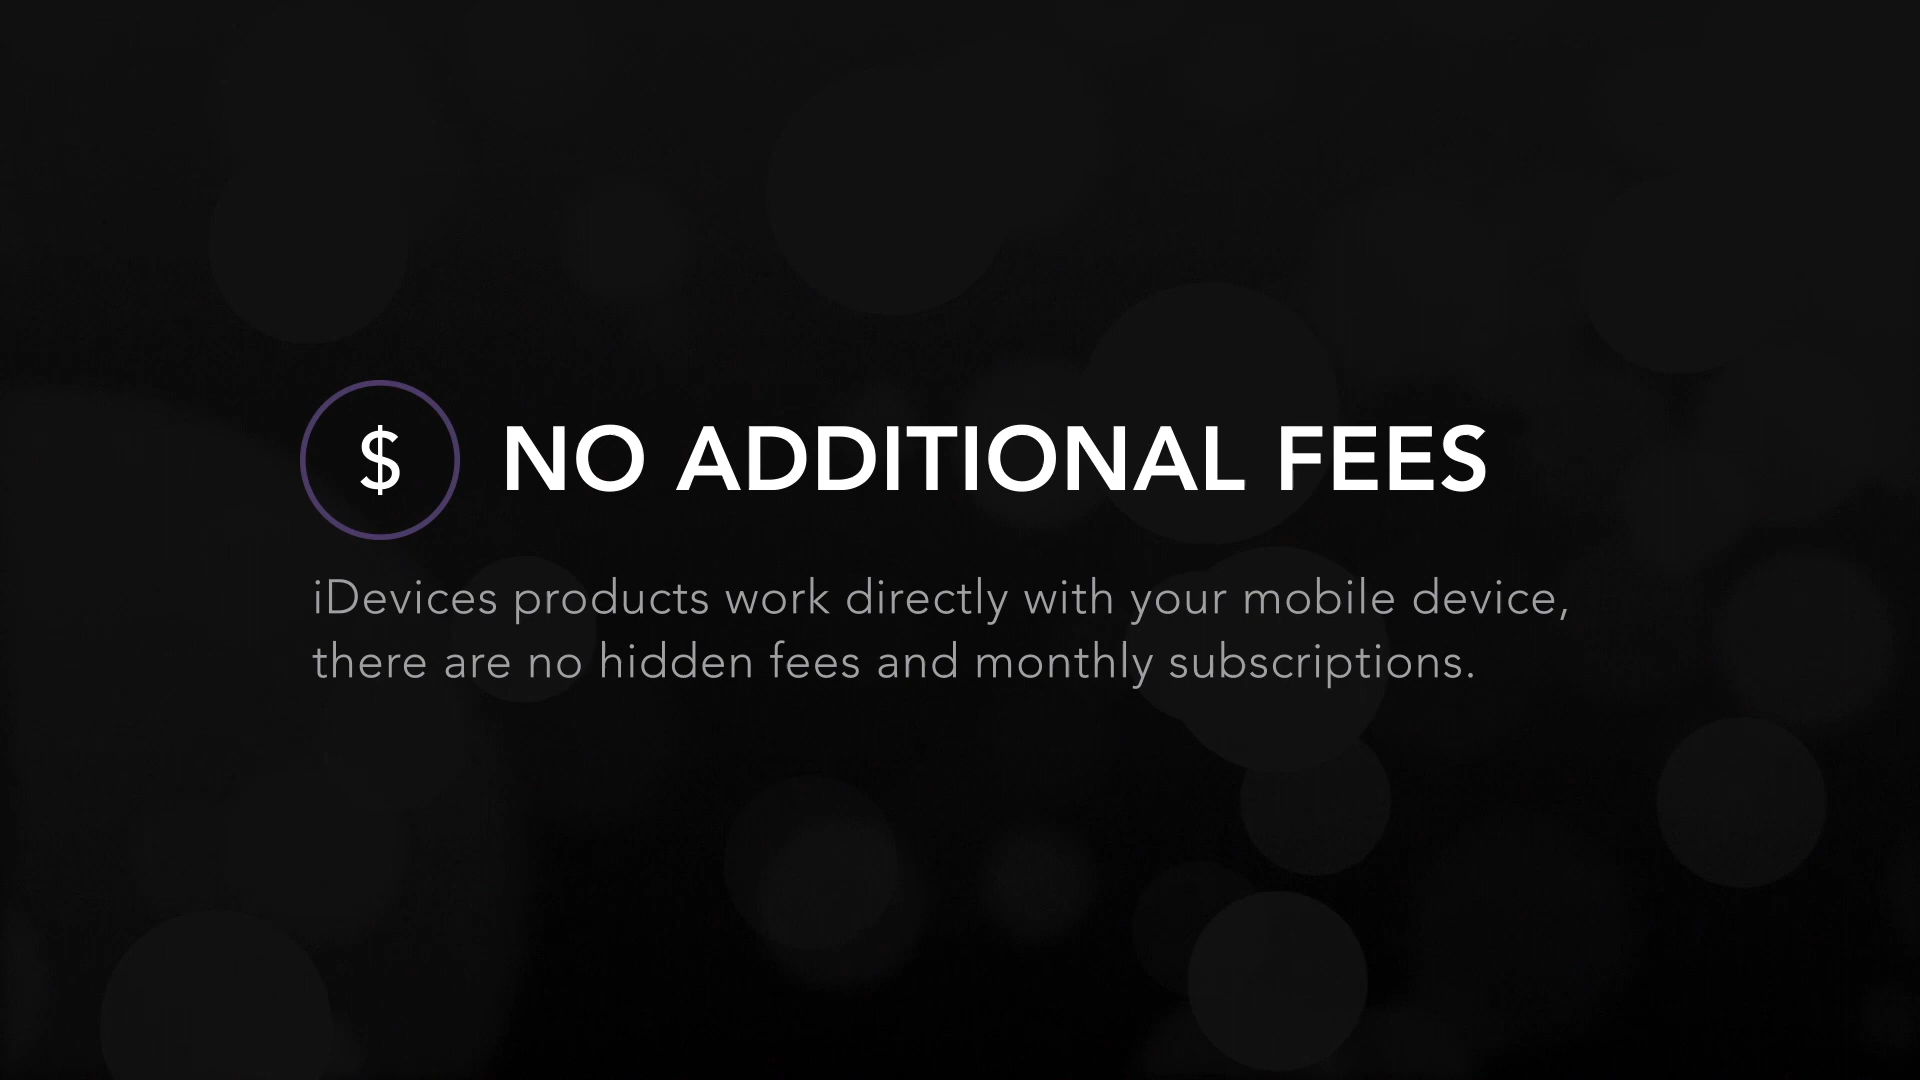 $ NO ADDITIONAL FEES
iDevices products work directly with your mobile device,
there are no hidden fees and monthly subscriptions.